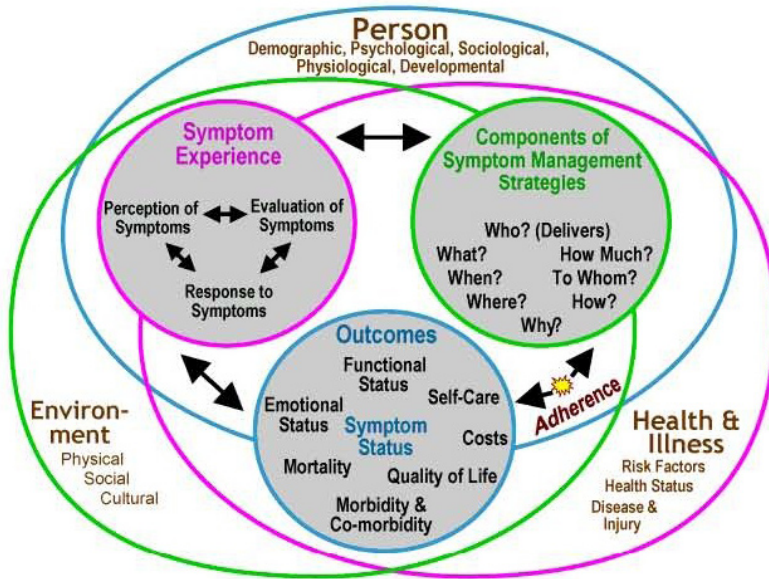 Person
Demographic, Psychological, Sociological,
Physiological, Developmental
Symptom
Experience
Perception of
Symptoms
Evaluation of
Symptoms
Response to
Symptoms
Components of
Symptom Management
Strategies
Who? (Delivers)
What?
How Much?
When?
To Whom?
Where?
How?
Why?
Outcomes
Functional
Status
Emotional
Status
Self-Care
Symptom
Status
Costs
Mortality
Quality of Life
Morbidity &
Co-morbidity
Adherence
Environ-
ment
Physical
Social
Cultural
Health &
Illness
Risk Factors
Health Status
Disease &
Injury